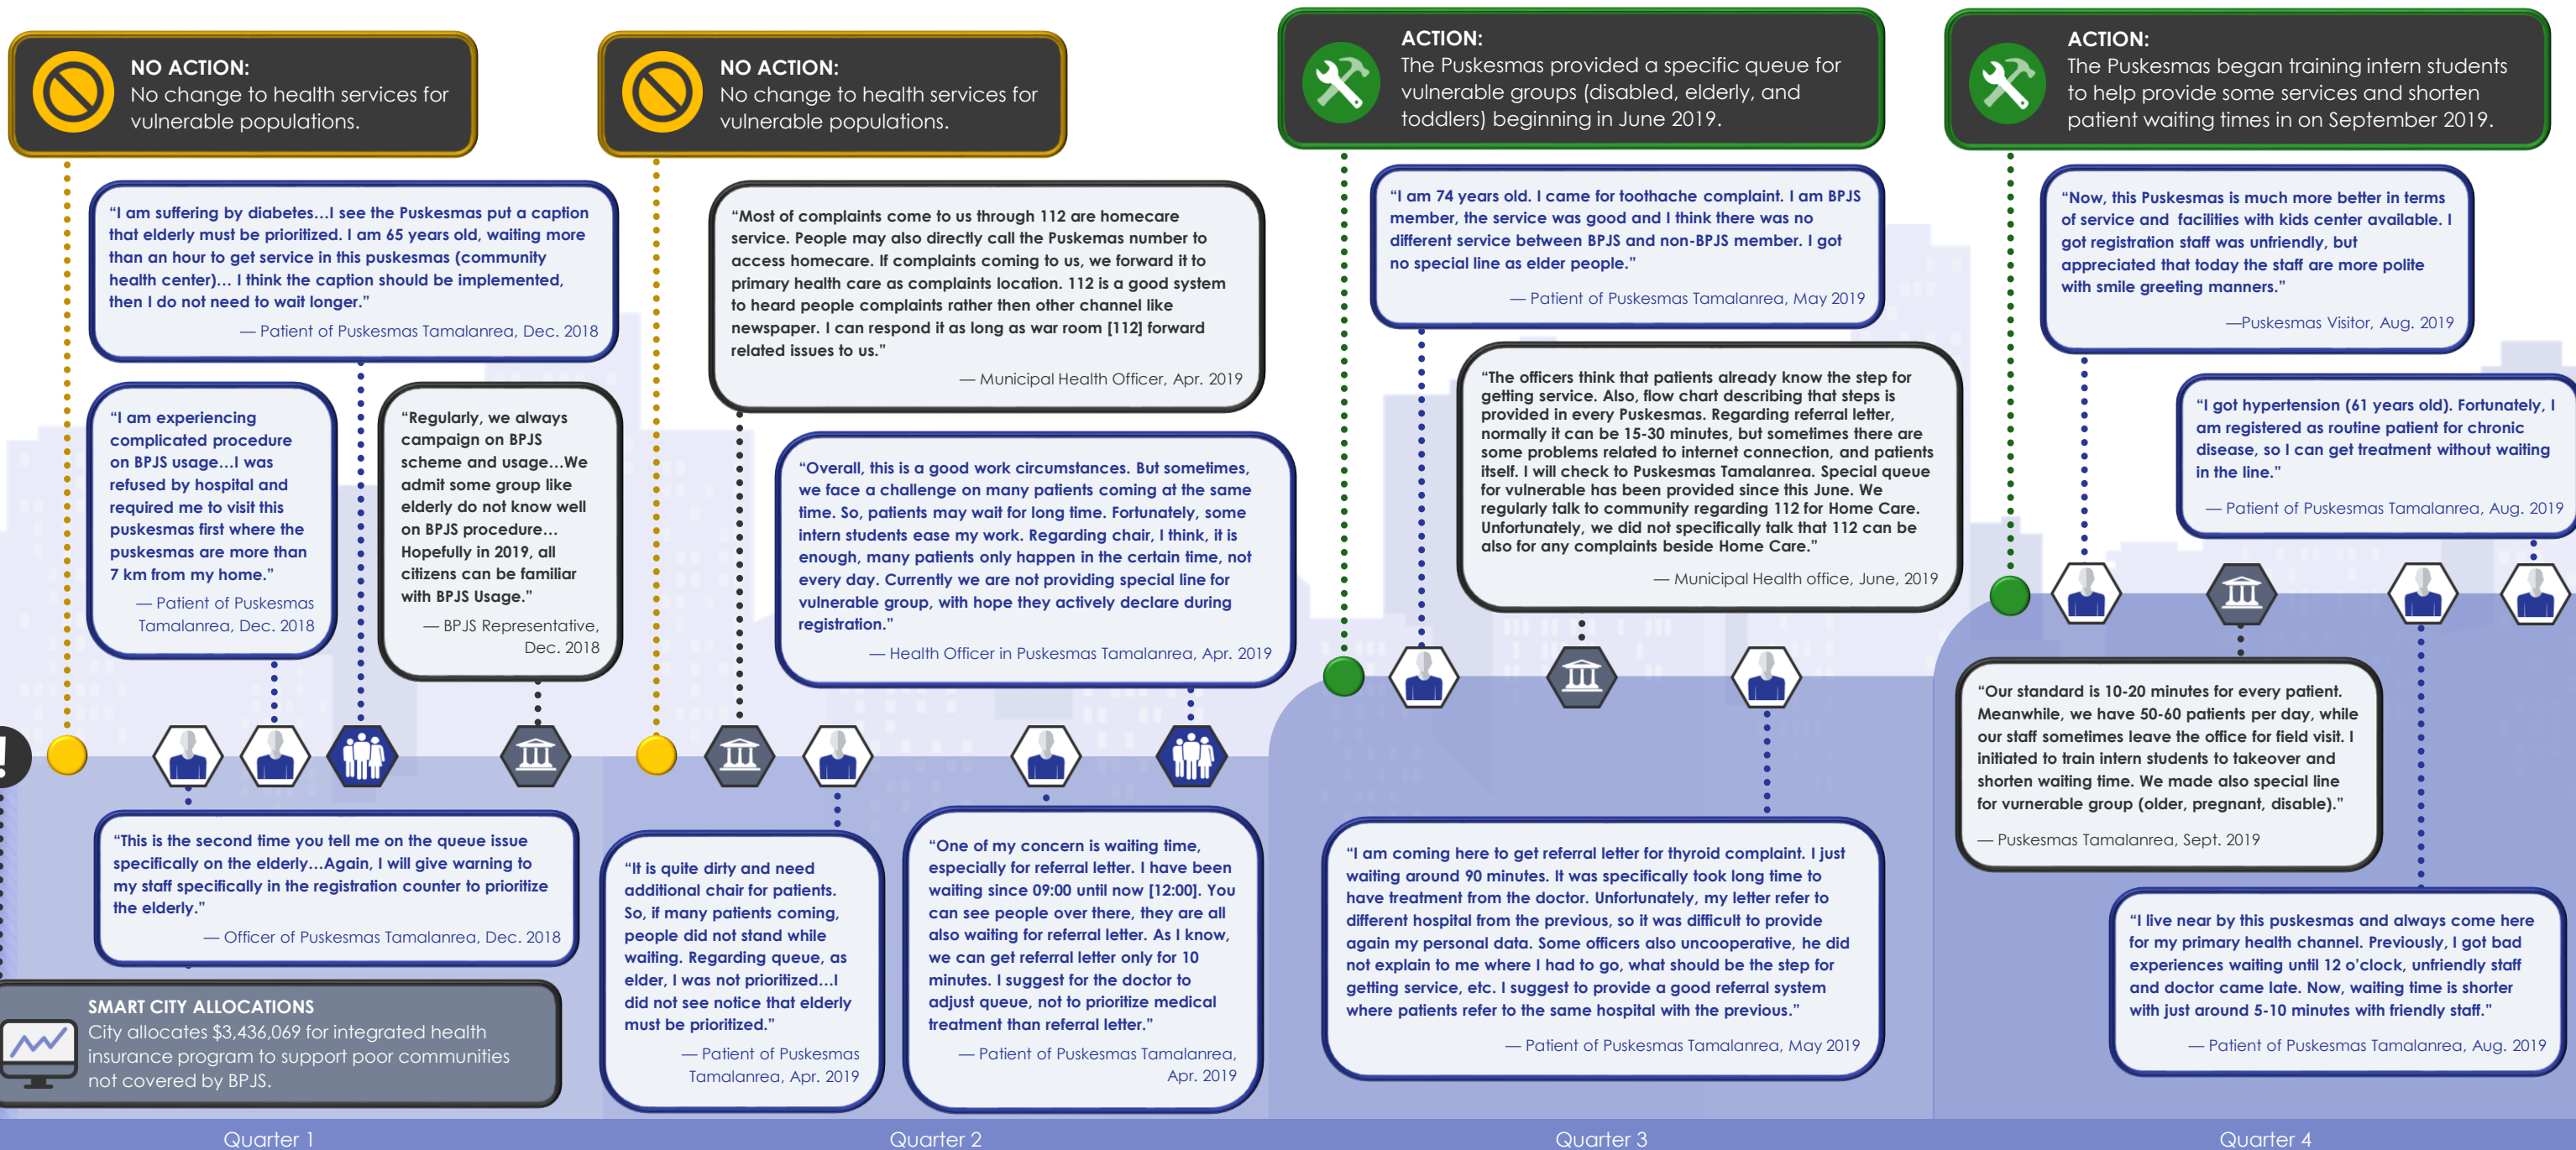 NO ACTION:
No change to health services for
vulnerable populations.
“I am suffering by diabetes...I see the Puskesmas put a caption
that elderly must be prioritized. I am 65 years old, waiting more
than an hour to get service in this puskesmas (community
health center)... I think the caption should be implemented,
then I do not need to wait longer.”
— Patient of Puskesmas Tamalanrea, Dec. 2018
“I am experiencing
complicated procedure
on BPJS usage...I was
refused by hospital and
required me to visit this
puskesmas first where the
puskesmas are more than
7 km from my home.”
— Patient of Puskesmas
Tamalanrea, Dec. 2018
“Regularly, we always
campaign on BPJS
scheme and usage...We
admit some group like
elderly do not know well
on BPJS procedure...
Hopefully in 2019, all
citizens can be familiar
with BPJS Usage.”
— BPJS Representative,
Dec. 2018
!
“This is the second time you tell me on the queue issue
specifically on the elderly...Again, I will give warning to
my staff specifically in the registration counter to prioritize
the elderly.”
— Officer of Puskesmas Tamalanrea, Dec. 2018
SMART CITY ALLOCATIONS
City allocates $3,436,069 for integrated health
insurance program to support poor communities
not covered by BPJS.
Quarter 1
NO ACTION:
No change to health services for
vulnerable populations.
“Most of complaints come to us through 112 are homecare
service. People may also directly call the Puskemas number to
access homecare. If complaints coming to us, we forward it to
primary health care as complaints location. 112 is a good system
to heard people complaints rather then other channel like
newspaper. I can respond it as long as war room [112] forward
related issues to us.”
— Municipal Health Officer, Apr. 2019
“Overall, this is a good work circumstances. But sometimes,
we face a challenge on many patients coming at the same
time. So, patients may wait for long time. Fortunately, some
intern students ease my work. Regarding chair, I think, it is
enough, many patients only happen in the certain time, not
every day. Currently we are not providing special line for
vulnerable group, with hope they actively declare during
registration.”
— Health Officer in Puskesmas Tamalanrea, Apr. 2019
“It is quite dirty and need
additional chair for patients.
So, if many patients coming,
people did not stand while
waiting. Regarding queue, as
elder, I was not prioritized...I
did not see notice that elderly
must be prioritized.”
— Patient of Puskesmas
Tamalanrea, Apr. 2019
“One of my concern is waiting time,
especially for referral letter. I have been
waiting since 09:00 until now [12:00]. You
can see people over there, they are all
also waiting for referral letter. As I know,
we can get referral letter only for 10
minutes. I suggest for the doctor to
adjust queue, not to prioritize medical
treatment than referral letter.”
— Patient of Puskesmas Tamalanrea,
Apr. 2019
Quarter 2
ACTION:
The Puskesmas provided a specific queue for
vulnerable groups (disabled, elderly, and
toddlers) beginning in June 2019.
“I am 74 years old. I came for toothache complaint. I am BPJS
member, the service was good and I think there was no
different service between BPJS and non-BPJS member. I got
no special line as elder people.”
— Patient of Puskesmas Tamalanrea, May 2019
“The officers think that patients already know the step for
getting service. Also, flow chart describing that steps is
provided in every Puskesmas. Regarding referral letter,
normally it can be 15-30 minutes, but sometimes there are
some problems related to internet connection, and patients
itself. I will check to Puskesmas Tamalanrea. Special queue
for vulnerable has been provided since this June. We
regularly talk to community regarding 112 for Home Care.
Unfortunately, we did not specifically talk that 112 can be
also for any complaints beside Home Care.”
— Municipal Health office, June, 2019
“I am coming here to get referral letter for thyroid complaint. I just
waiting around 90 minutes. It was specifically took long time to
have treatment from the doctor. Unfortunately, my letter refer to
different hospital from the previous, so it was difficult to provide
again my personal data. Some officers also uncooperative, he did
not explain to me where I had to go, what should be the step for
getting service, etc. I suggest to provide a good referral system
where patients refer to the same hospital with the previous.”
— Patient of Puskesmas Tamalanrea, May 2019
Quarter 3
ACTION:
The Puskesmas began training intern students
to help provide some services and shorten
patient waiting times in on September 2019.
“Now, this Puskesmas is much more better in terms
of service and facilities with kids center available. I
got registration staff was unfriendly, but
appreciated that today the staff are more polite
with smile greeting manners.”
—Puskesmas Visitor, Aug. 2019
“I got hypertension (61 years old). Fortunately, I
am registered as routine patient for chronic
disease, so I can get treatment without waiting
in the line.”
— Patient of Puskesmas Tamalanrea, Aug. 2019
“Our standard is 10-20 minutes for every patient.
Meanwhile, we have 50-60 patients per day, while
our staff sometimes leave the office for field visit. I
initiated to train intern students to takeover and
shorten waiting time. We made also special line
for vurnerable group (older, pregnant, disable).”
— Puskesmas Tamalanrea, Sept. 2019
“I live near by this puskesmas and always come here
for my primary health channel. Previously, I got bad
experiences waiting until 12 o’clock, unfriendly staff
and doctor came late. Now, waiting time is shorter
with just around 5-10 minutes with friendly staff.”
— Patient of Puskesmas Tamalanrea, Aug. 2019
Quarter 4